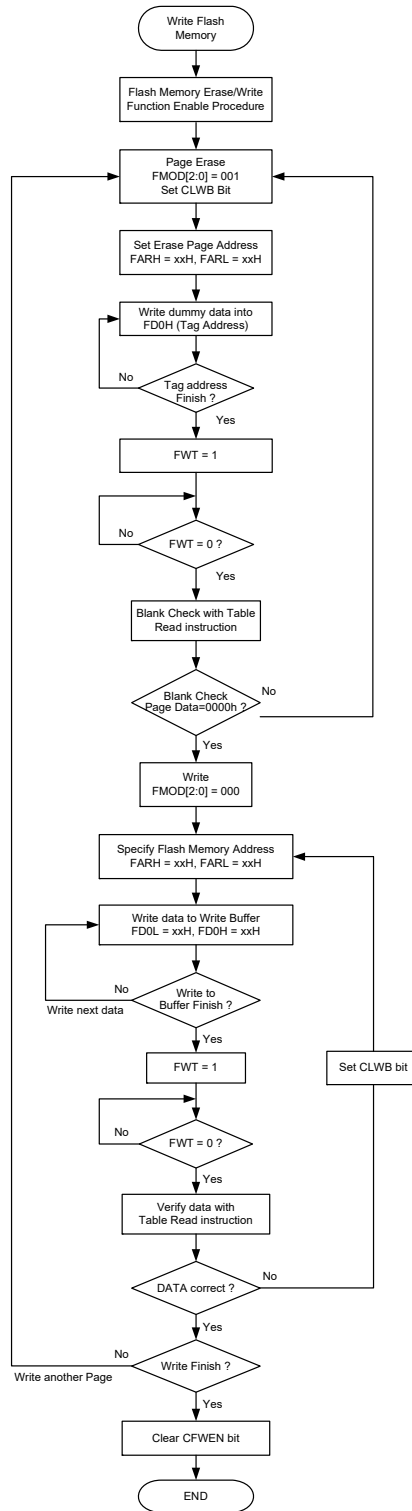 Write Flash
Memory
Flash Memory Erase/Write
Function Enable Procedure
Page Erase
FMOD[2:0] = 001
Set CLWB Bit
Set Erase Page Address
FARH = xxH, FARL = xxH
Write dummy data into
FD0H (Tag Address)
No
Tag address
Finish ?
Yes
FWT = 1
No
FWT = 0 ?
Yes
Blank Check with Table
Read instruction
No
Blank Check
Page Data=0000h ?
Yes
Write
FMOD[2:0] = 000
Specify Flash Memory Address
FARH = xxH, FARL = xxH
Write data to Write Buffer
FD0L = xxH, FD0H = xxH
No
Write next data
Write to
Buffer Finish ?
Yes
FWT = 1
Set CLWB bit
No
FWT = 0 ?
Yes
Verify data with
Table Read instruction
No
DATA correct ?
Yes
No
Write another Page
Write Finish ?
Yes
Clear CFWEN bit
END